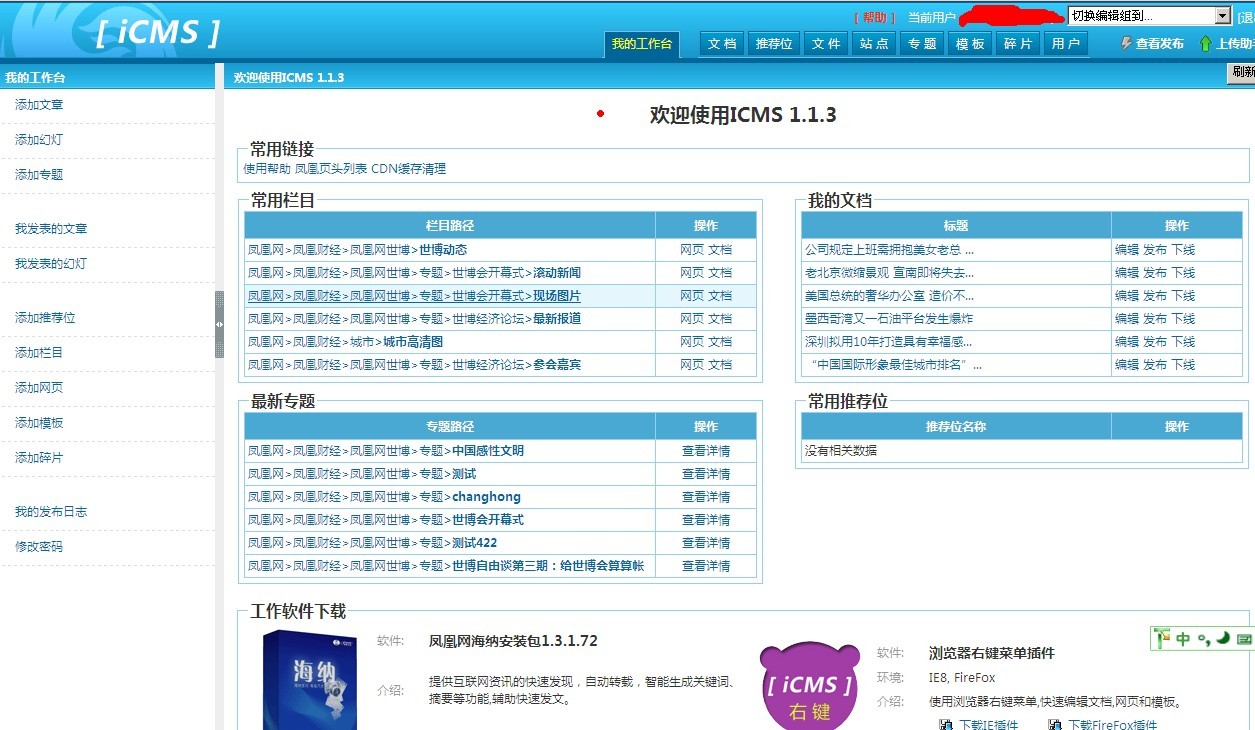 [ iCMS ]
[ 帮助 ] 当前用户 切换编辑组到...
我的工作台 文 档 推荐位 文 件 站 点 专 题 模 板 碎 片 用 户 查看发布 上传助
我的工作台
添加文章
添加幻灯
添加专题
我发表的文章
我发表的幻灯
添加推荐位
添加栏目
添加网页
添加模板
添加碎片
我的发布日志
修改密码
欢迎使用ICMS 1.1.3 刷新
欢迎使用ICMS 1.1.3
常用链接
使用帮助 凤凰页头列表 CDN缓存清理
常用栏目
栏目路径 操作
凤凰网>凤凰财经>凤凰网世博>世博动态 网页 文档
凤凰网>凤凰财经>凤凰网世博>专题>世博会开幕式>滚动新闻 网页 文档
凤凰网>凤凰财经>凤凰网世博>专题>世博会开幕式>现场图片 网页 文档
凤凰网>凤凰财经>凤凰网世博>专题>世博经济论坛>最新报道 网页 文档
凤凰网>凤凰财经>城市>城市高清图 网页 文档
凤凰网>凤凰财经>凤凰网世博>专题>世博经济论坛>参会嘉宾 网页 文档
我的文档
标题 操作
公司规定上班需拥抱美女老总 ... 编辑 发布 下线
老北京微缩景观 宣南即将失去... 编辑 发布 下线
美国总统的奢华办公室 造价不... 编辑 发布 下线
墨西哥湾又一石油平台发生爆炸 编辑 发布 下线
深圳拟用10年打造具有幸福感... 编辑 发布 下线
“中国国际形象最佳城市排名”... 编辑 发布 下线
最新专题
专题路径 操作
凤凰网>凤凰财经>凤凰网世博>专题>中国感性文明 查看详情
凤凰网>凤凰财经>凤凰网世博>专题>测试 查看详情
凤凰网>凤凰财经>凤凰网世博>专题>changhong 查看详情
凤凰网>凤凰财经>凤凰网世博>专题>世博会开幕式 查看详情
凤凰网>凤凰财经>凤凰网世博>专题>测试422 查看详情
凤凰网>凤凰财经>凤凰网世博>专题>世博自由谈第三期：给世博会算算帐 查看详情
常用推荐位
推荐位名称 操作
没有相关数据
工作软件下载
海纳
软件: 凤凰网海纳安装包1.3.1.72
介绍: 提供互联网资讯的快速发现，自动转载，智能生成关键词、
摘要等功能,辅助快速发文。
[ iCMS ]
右 键
软件: 浏览器右键菜单插件
环境: IE8, FireFox
介绍: 使用浏览器右键菜单,快速编辑文档,网页和模板。
下载IE插件 下载FireFox插件
中